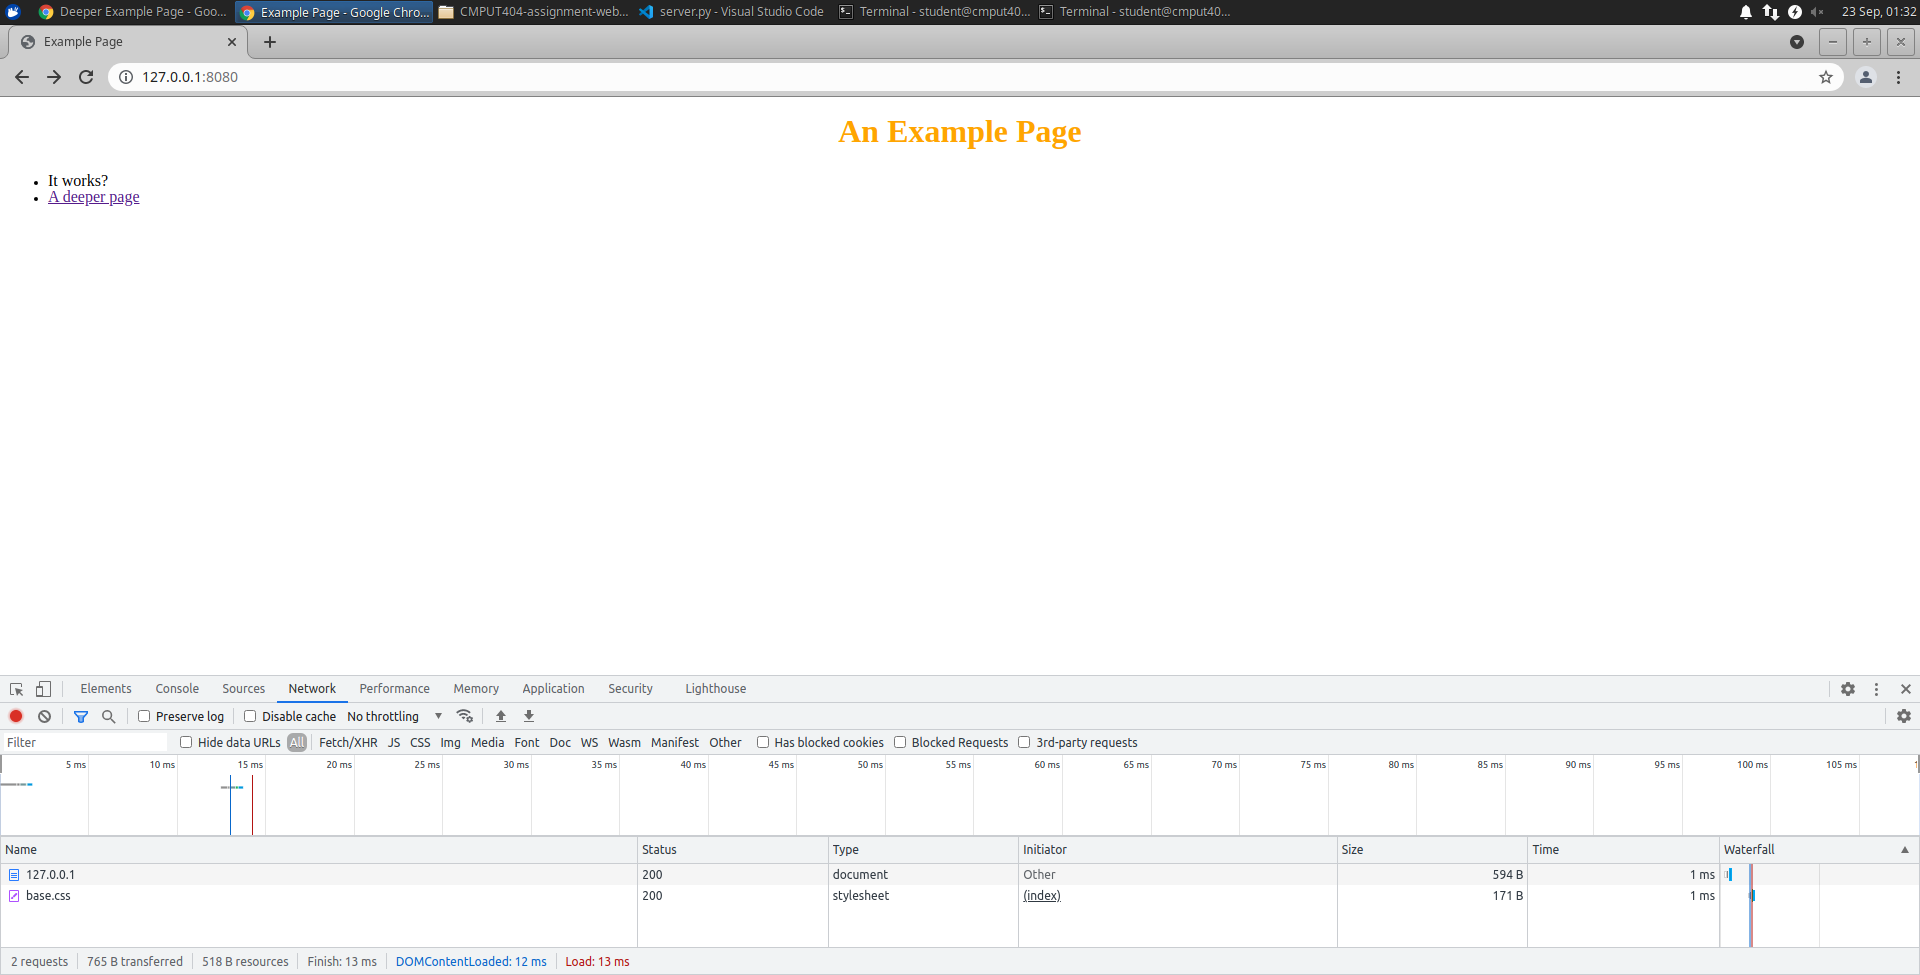 Deeper Example Page - Goo... Example Page - Google Chro... CMPUT404-assignment-web... server.py - Visual Studio Code Terminal - student@cmput40... Terminal - student@cmput40... 23 Sep, 01:32
Example Page
127.0.0.1:8080
An Example Page
• It works?
• A deeper page
Elements Console Sources Network Performance Memory Application Security Lighthouse
Preserve log Disable cache No throttling
Filter Hide data URLs All Fetch/XHR JS CSS Img Media Font Doc WS Wasm Manifest Other Has blocked cookies Blocked Requests 3rd-party requests
5 ms 10 ms 15 ms 20 ms 25 ms 30 ms 35 ms 40 ms 45 ms 50 ms 55 ms 60 ms 65 ms 70 ms 75 ms 80 ms 85 ms 90 ms 95 ms 100 ms 105 ms
Name Status Type Initiator Size Time Waterfall
127.0.0.1 200 document Other 594 B 1 ms
base.css 200 stylesheet (index) 171 B 1 ms
2 requests 765 B transferred 518 B resources Finish: 13 ms DOMContentLoaded: 12 ms Load: 13 ms